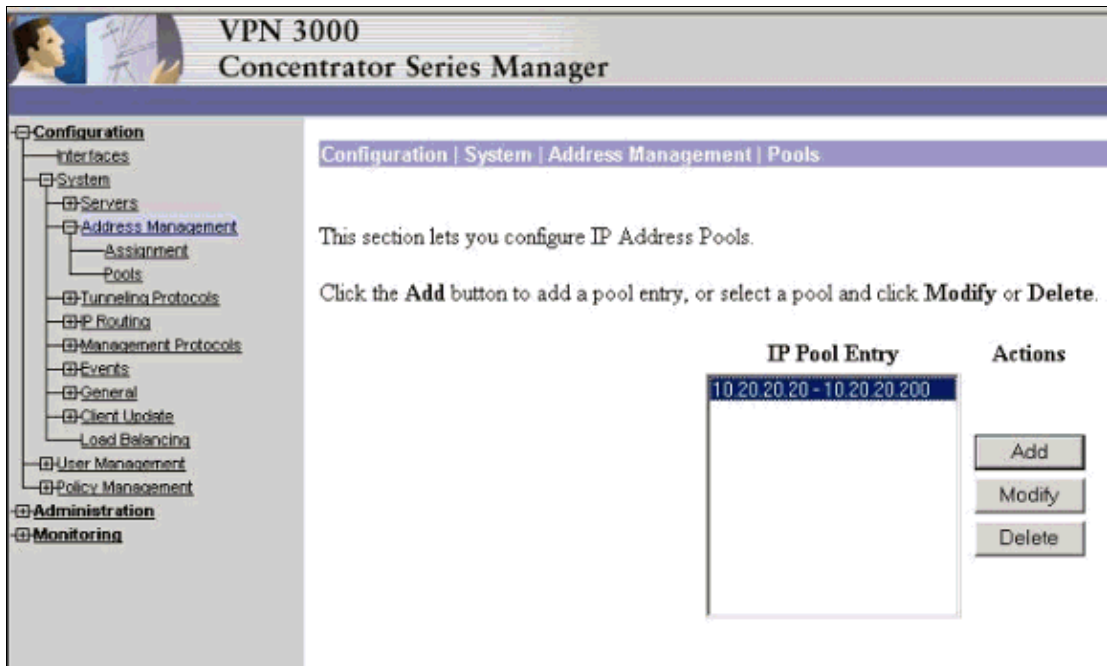 VPN 3000
Concentrator Series Manager
Configuration
Interfaces
System
Servers
Address Management
Assignment
Pools
Tunneling Protocols
IP Routing
Management Protocols
Events
General
Client Update
Load Balancing
User Management
Policy Management
Administration
Monitoring
Configuration | System | Address Management | Pools
This section lets you configure IP Address Pools.
Click the Add button to add a pool entry, or select a pool and click Modify or Delete.
IP Pool Entry Actions
10.20.20.20 - 10.20.20.200
Add
Modify
Delete